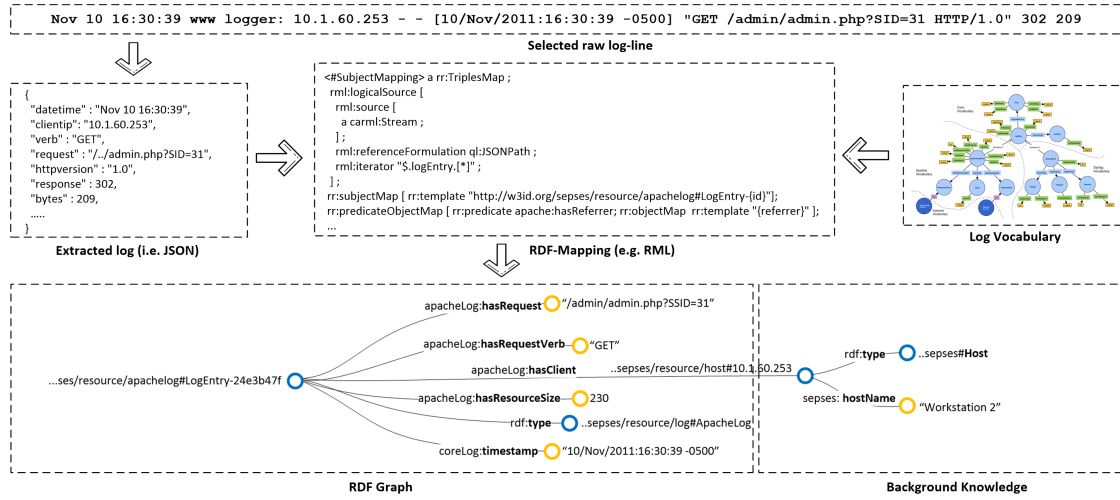 Nov 10 16:30:39 www logger: 10.1.60.253 - - [10/Nov/2011:16:30:39 -0500] "GET /admin/admin.php?SID=31 HTTP/1.0" 302 209
Selected raw log-line
{
"datetime" : "Nov 10 16:30:39",
"clientip" : "10.1.60.253",
"verb" : "GET",
"request" : "/../admin.php?SID=31",
"httpversion" : "1.0",
"response" : 302,
"bytes" : 209,
…..
}
Extracted log (i.e. JSON)
<#SubjectMapping> a rr:TriplesMap ;
rml:logicalSource [
rml:source [
a carml:Stream ;
] ;
rml:referenceFormulation ql:JSONPath ;
rml:iterator "$.logEntry.[*]" ;
] ;
rr:subjectMap [ rr:template "http://w3id.org/sepses/resource/apachelog#LogEntry-{id}"];
rr:predicateObjectMap [ rr:predicate apache:hasReferrer; rr:objectMap rr:template "{referrer}" ];
...
RDF-Mapping (e.g. RML)
Core
Vocabulary
Apache
Vocabulary
Syslog
Vocabulary
External
Vocabulary
Log Vocabulary
apacheLog:hasRequest
“/admin/admin.php?SSID=31”
apacheLog:hasRequestVerb
“GET”
apacheLog:hasClient
..sepses/resource/host#10.1.60.253
...ses/resource/apachelog#LogEntry-24e3b47f
apacheLog:hasResourceSize
230
rdf:type
..sepses/resource/log#ApacheLog
coreLog:timestamp
“10/Nov/2011:16:30:39 -0500”
RDF Graph
rdf:type
..sepses#Host
sepses: hostName
“Workstation 2”
Background Knowledge